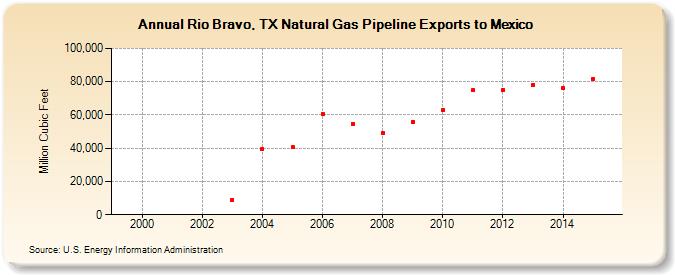 Annual Rio Bravo, TX Natural Gas Pipeline Exports to Mexico
Million Cubic Feet
100,000
80,000
60,000
40,000
20,000
0
2000 2002 2004 2006 2008 2010 2012 2014
Source: U.S. Energy Information Administration